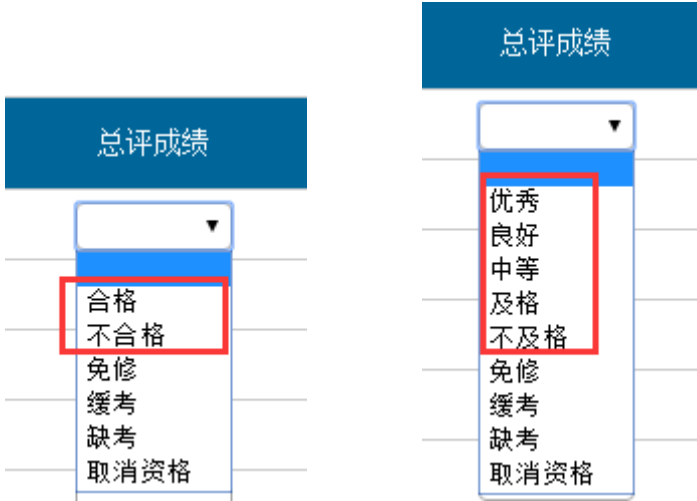 总评成绩
合格
不合格
免修
缓考
缺考
取消资格
总评成绩
优秀
良好
中等
及格
不及格
免修
缓考
缺考
取消资格